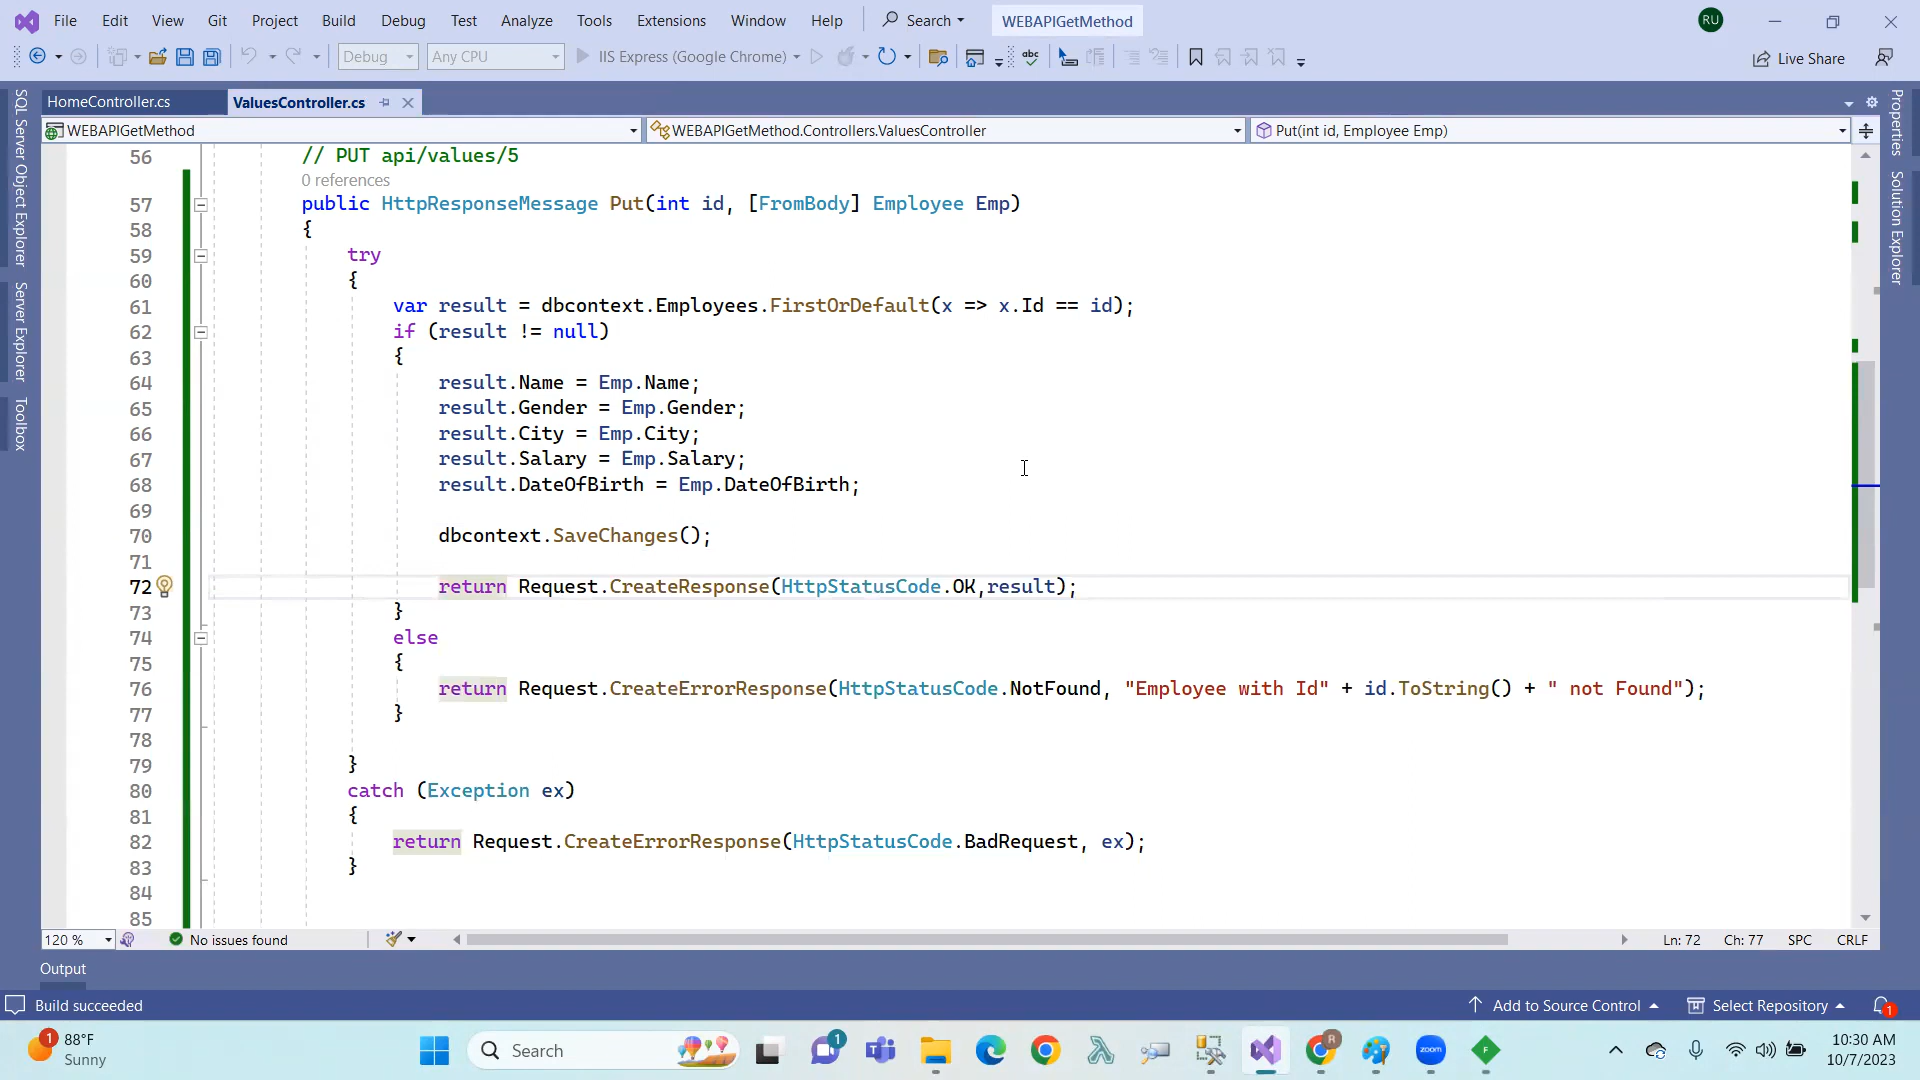 File Edit View Git Project Build Debug Test Analyze Tools Extensions Window Help Search WEBAPIGetMethod RU
Debug Any CPU IIS Express (Google Chrome) Live Share
HomeController.cs ValuesController.cs
WEBAPIGetMethod WEBAPIGetMethod.Controllers.ValuesController Put(int id, Employee Emp)
SQL Server Object Explorer
Server Explorer
Toolbox
Properties
Solution Explorer
56 // PUT api/values/5
0 references
57 public HttpResponseMessage Put(int id, [FromBody] Employee Emp)
58 {
59 try
60 {
61 var result = dbcontext.Employees.FirstOrDefault(x => x.Id == id);
62 if (result != null)
63 {
64 result.Name = Emp.Name;
65 result.Gender = Emp.Gender;
66 result.City = Emp.City;
67 result.Salary = Emp.Salary;
68 result.DateOfBirth = Emp.DateOfBirth;
69
70 dbcontext.SaveChanges();
71
72 return Request.CreateResponse(HttpStatusCode.OK,result);
73 }
74 else
75 {
76 return Request.CreateErrorResponse(HttpStatusCode.NotFound, "Employee with Id" + id.ToString() + " not Found");
77 }
78
79 }
80 catch (Exception ex)
81 {
82 return Request.CreateErrorResponse(HttpStatusCode.BadRequest, ex);
83 }
84
85
120 % No issues found Ln: 72 Ch: 77 SPC CRLF
Output
Build succeeded Add to Source Control Select Repository 1
1 88°F Search 1 R zoom F 10:30 AM
Sunny 10/7/2023